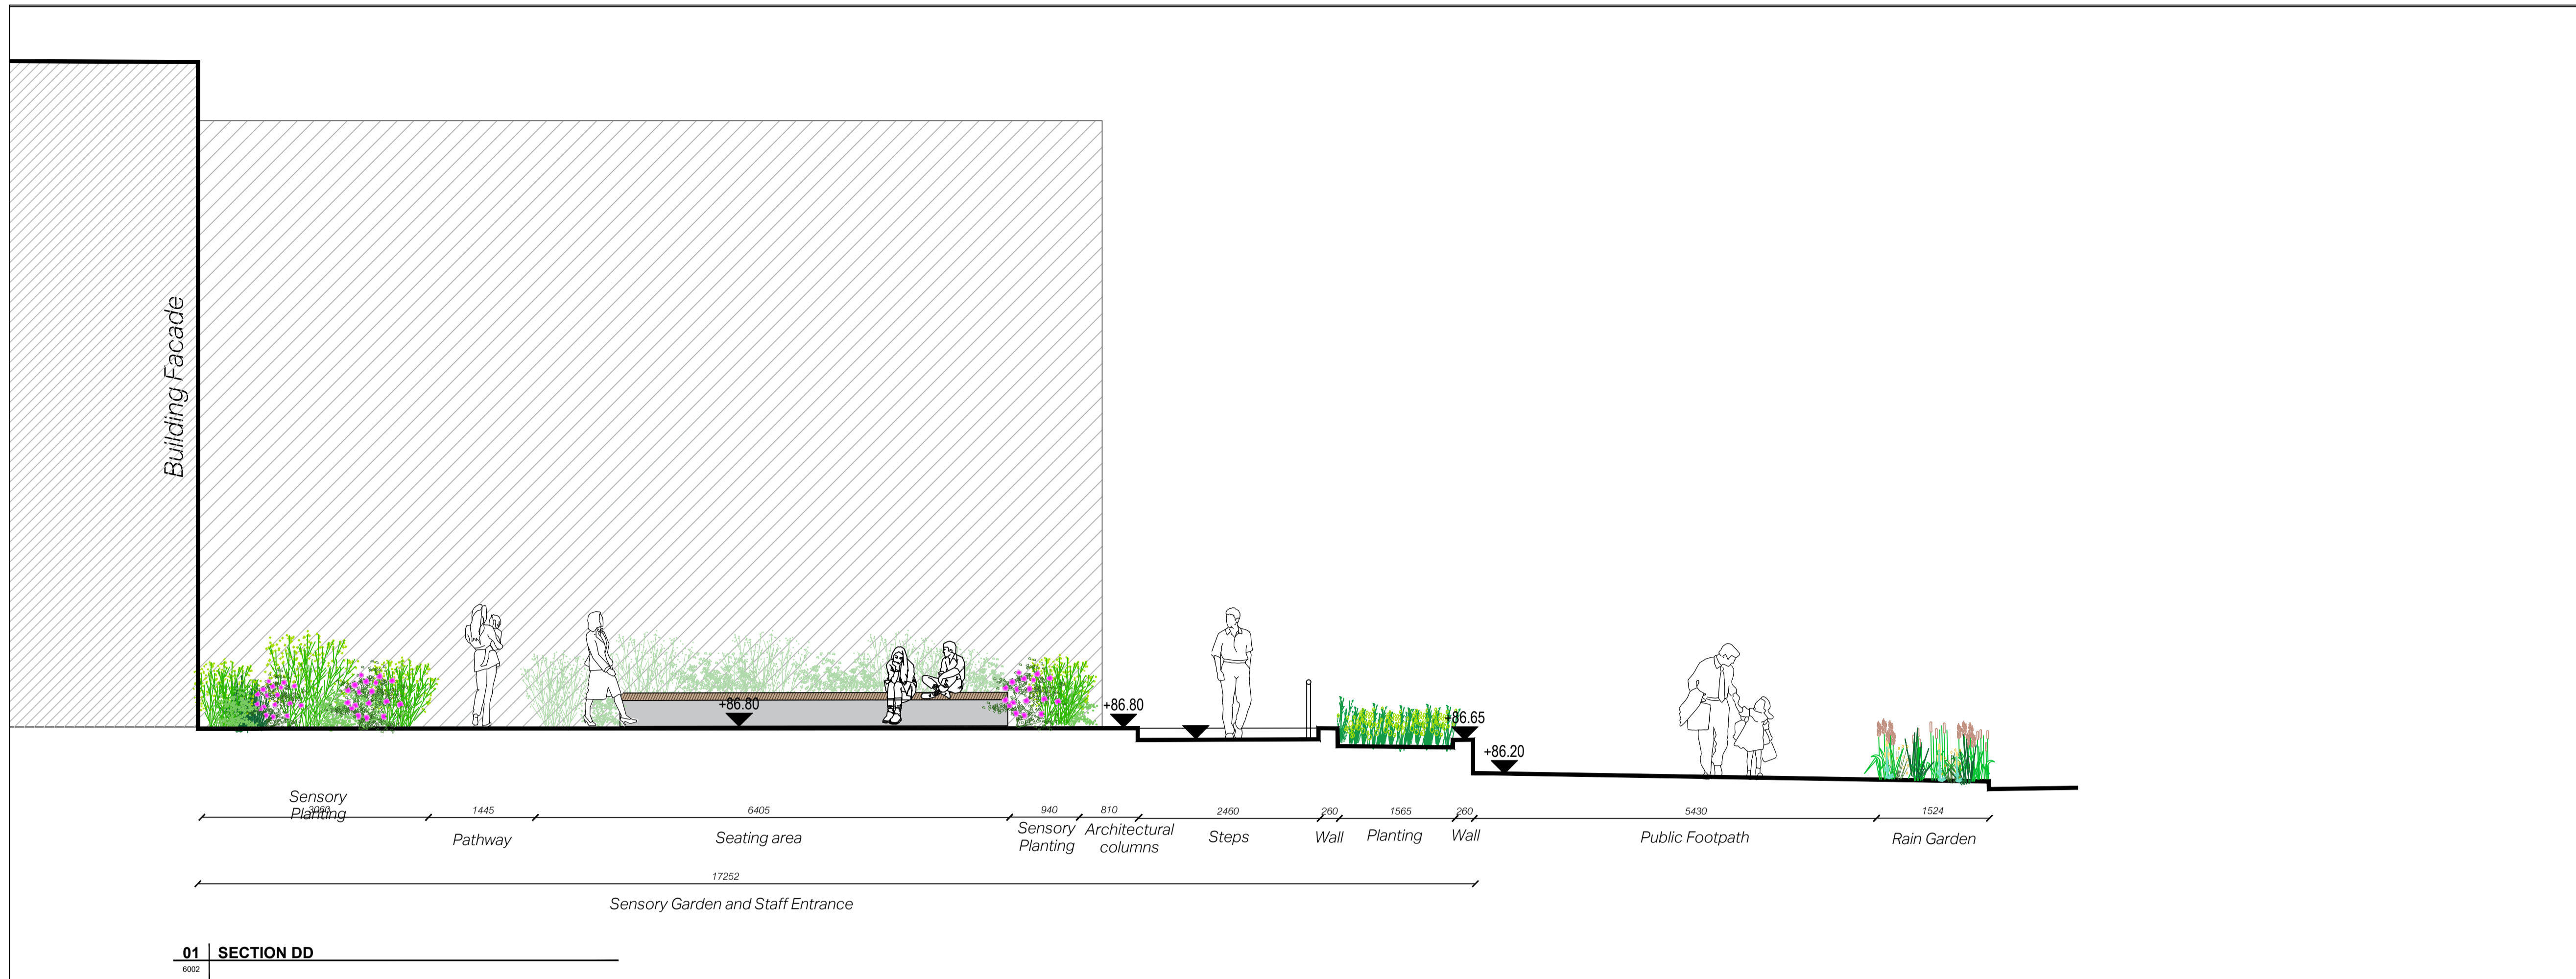 Building Facade
+86.80
+86.80
+86.65
+86.20
Sensory
Planting
3060
1445
6405
940
810
2460
260
1565
260
5430
1524
Pathway
Seating area
Sensory
Planting
Architectural
columns
Steps
Wall
Planting
Wall
Public Footpath
Rain Garden
17252
Sensory Garden and Staff Entrance
01 SECTION DD
6002